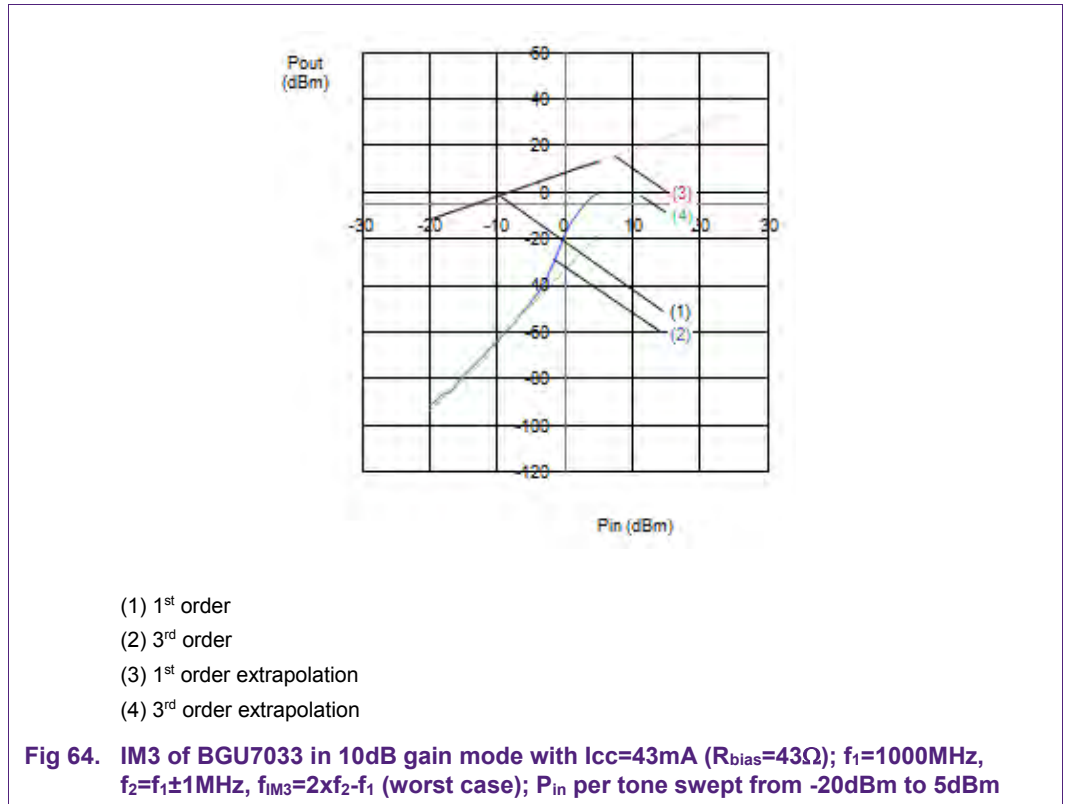 Pout
(dBm)
60
40
20
0
-30 -20 -10 0 10 20 30
-20
-40
-60
-80
-100
-120
(3)
(4)
(1)
(2)
Pin (dBm)
(1) 1st order
(2) 3rd order
(3) 1st order extrapolation
(4) 3rd order extrapolation
Fig 64. IM3 of BGU7033 in 10dB gain mode with Icc=43mA (Rbias=43Ω); f1=1000MHz,
f2=f1±1MHz, fIM3=2xf2-f1 (worst case); Pin per tone swept from -20dBm to 5dBm